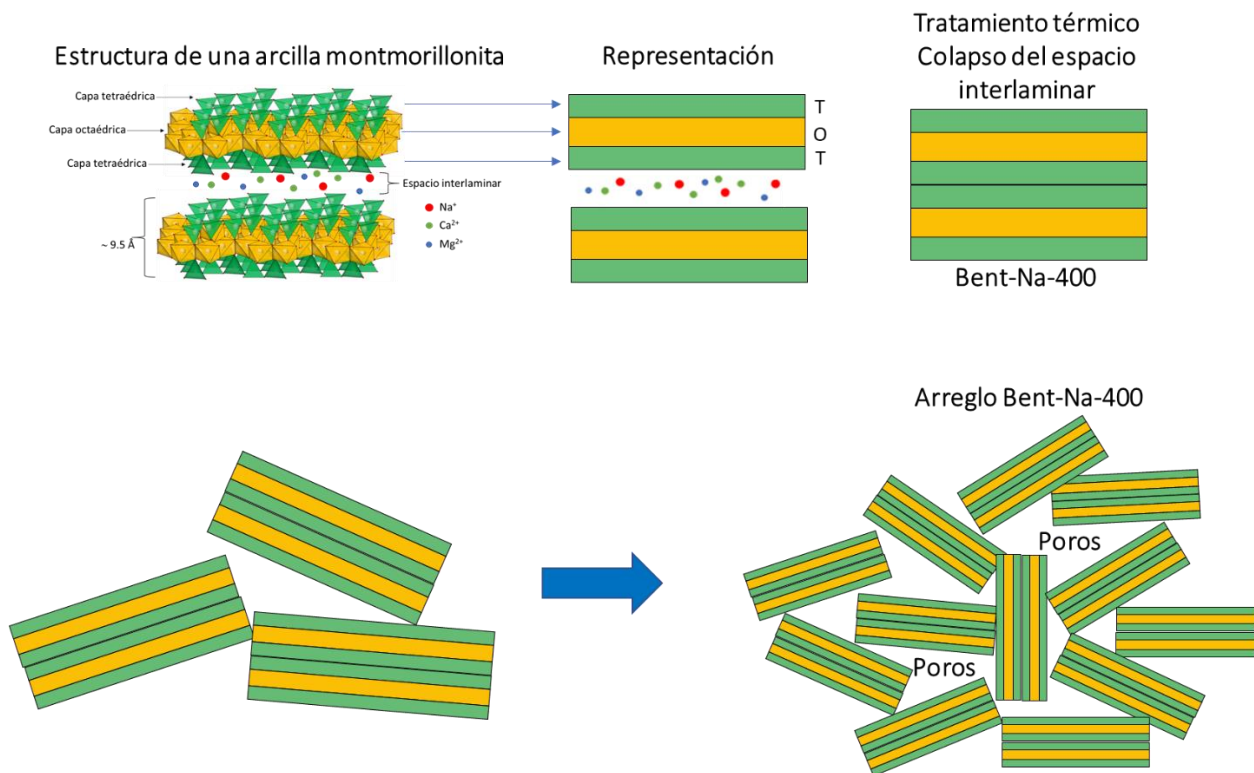 Estructura de una arcilla montmorillonita
Capa tetraédrica
Capa octaédrica
Capa tetraédrica
Espacio interlaminar
~ 9.5 Å
Na⁺
Ca²⁺
Mg²⁺
Representación
T
O
T
Tratamiento térmico
Colapso del espacio
interlaminar
Bent-Na-400
Arreglo Bent-Na-400
Poros
Poros